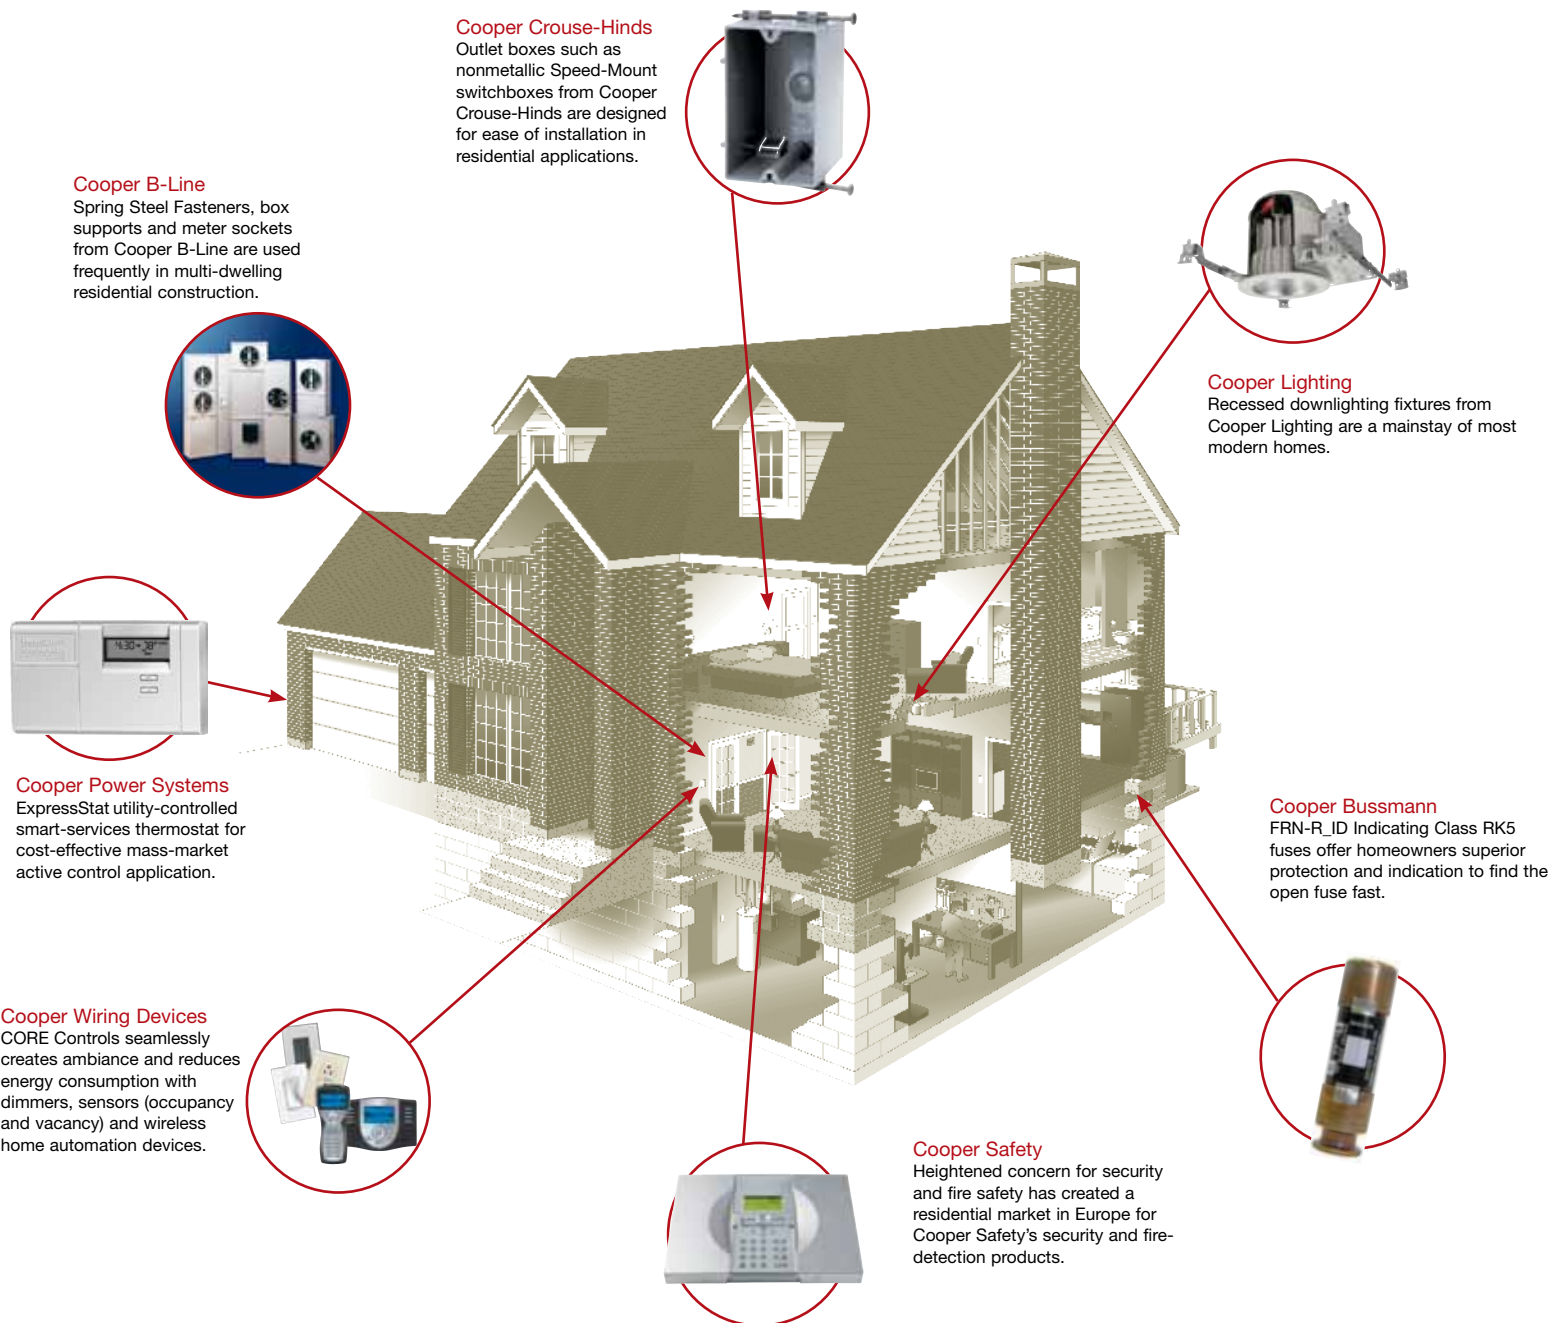 Cooper Crouse-Hinds
Outlet boxes such as
nonmetallic Speed-Mount
switchboxes from Cooper
Crouse-Hinds are designed
for ease of installation in
residential applications.
Cooper B-Line
Spring Steel Fasteners, box
supports and meter sockets
from Cooper B-Line are used
frequently in multi-dwelling
residential construction.
Cooper Lighting
Recessed downlighting fixtures from
Cooper Lighting are a mainstay of most
modern homes.
Cooper Power Systems
ExpressStat utility-controlled
smart-services thermostat for
cost-effective mass-market
active control application.
Cooper Bussmann
FRN-R_ID Indicating Class RK5
fuses offer homeowners superior
protection and indication to find the
open fuse fast.
Cooper Wiring Devices
CORE Controls seamlessly
creates ambiance and reduces
energy consumption with
dimmers, sensors (occupancy
and vacancy) and wireless
home automation devices.
Cooper Safety
Heightened concern for security
and fire safety has created a
residential market in Europe for
Cooper Safety's security and fire-
detection products.